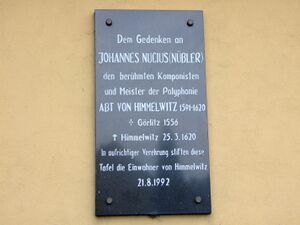 Dem Gedenken an
JOHANNES NUCIUS (NÜBLER)
den berühmten Komponisten
und Meister der Polyphonie
ABT VON HIMMELWITZ 1591-1620
✢ Görlitz 1556
✝ Himmelwitz 25.3.1620
In aufrichtiger Verehrung stiften diese
Tafel die Einwohner von Himmelwitz
21.8.1992